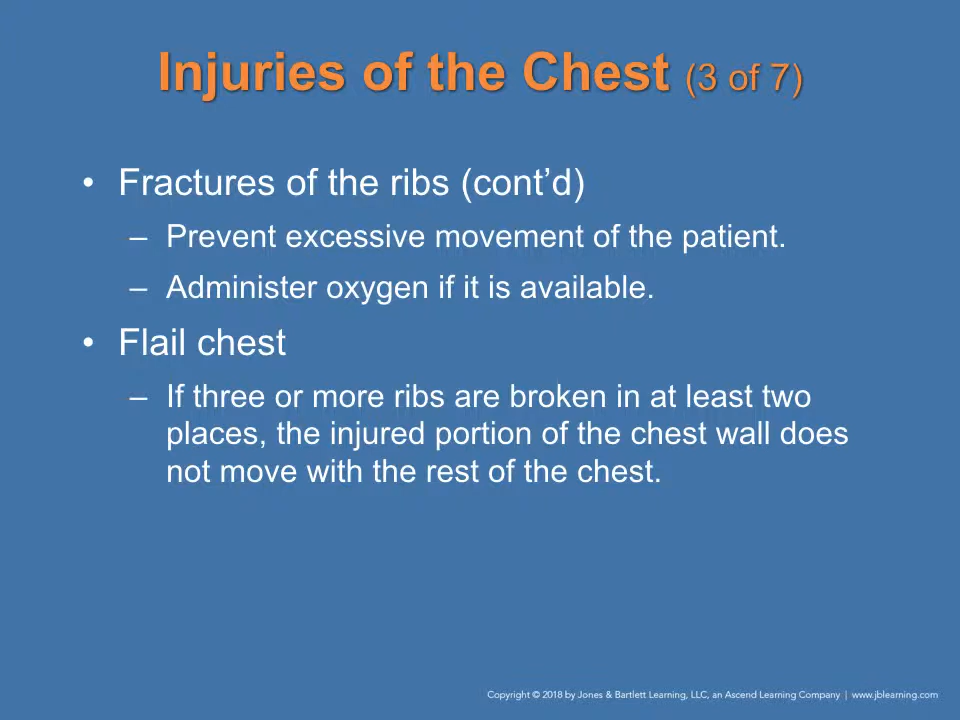 Injuries of the Chest (3 of 7)
• Fractures of the ribs (cont’d)
– Prevent excessive movement of the patient.
– Administer oxygen if it is available.
• Flail chest
– If three or more ribs are broken in at least two
places, the injured portion of the chest wall does
not move with the rest of the chest.
Copyright © 2018 by Jones & Bartlett Learning, LLC, an Ascend Learning Company | www.jblearning.com